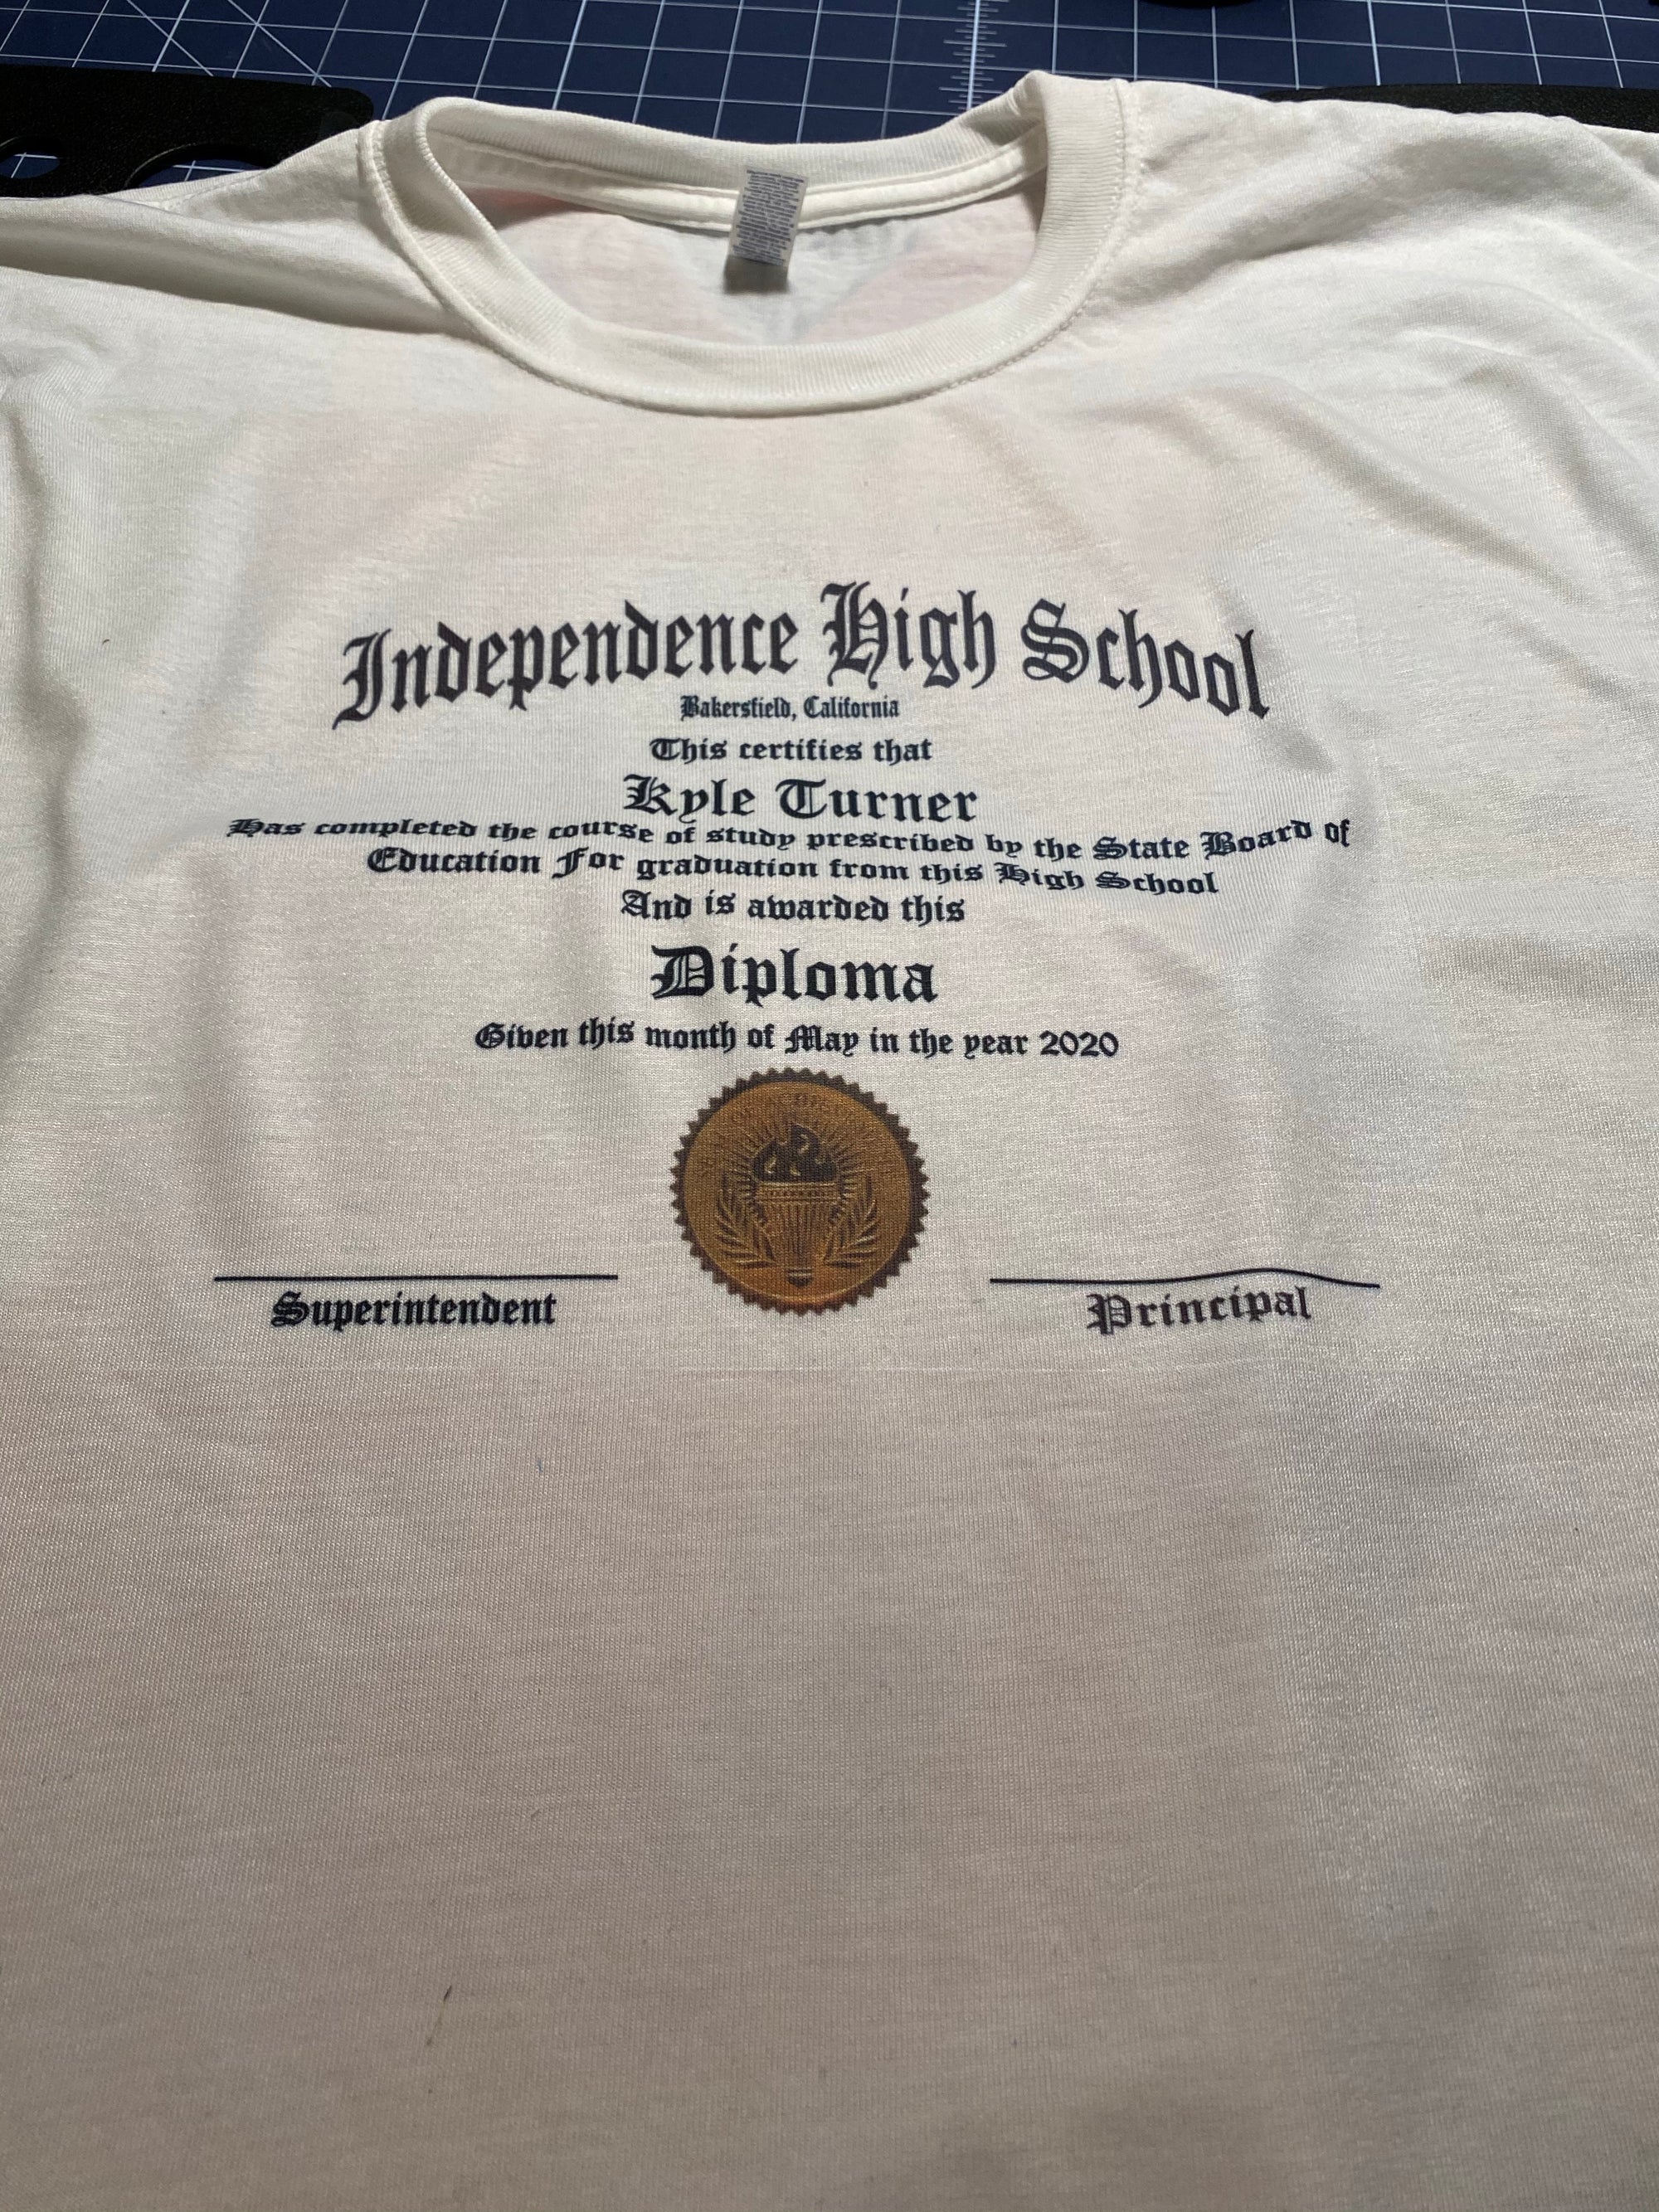 Independence High School
Bakersfield, California
This certifies that
Kyle Turner
Has completed the course of study prescribed by the State Board of
Education For graduation from this High School
And is awarded this
Diploma
Given this month of May in the year 2020
Superintendent
Principal